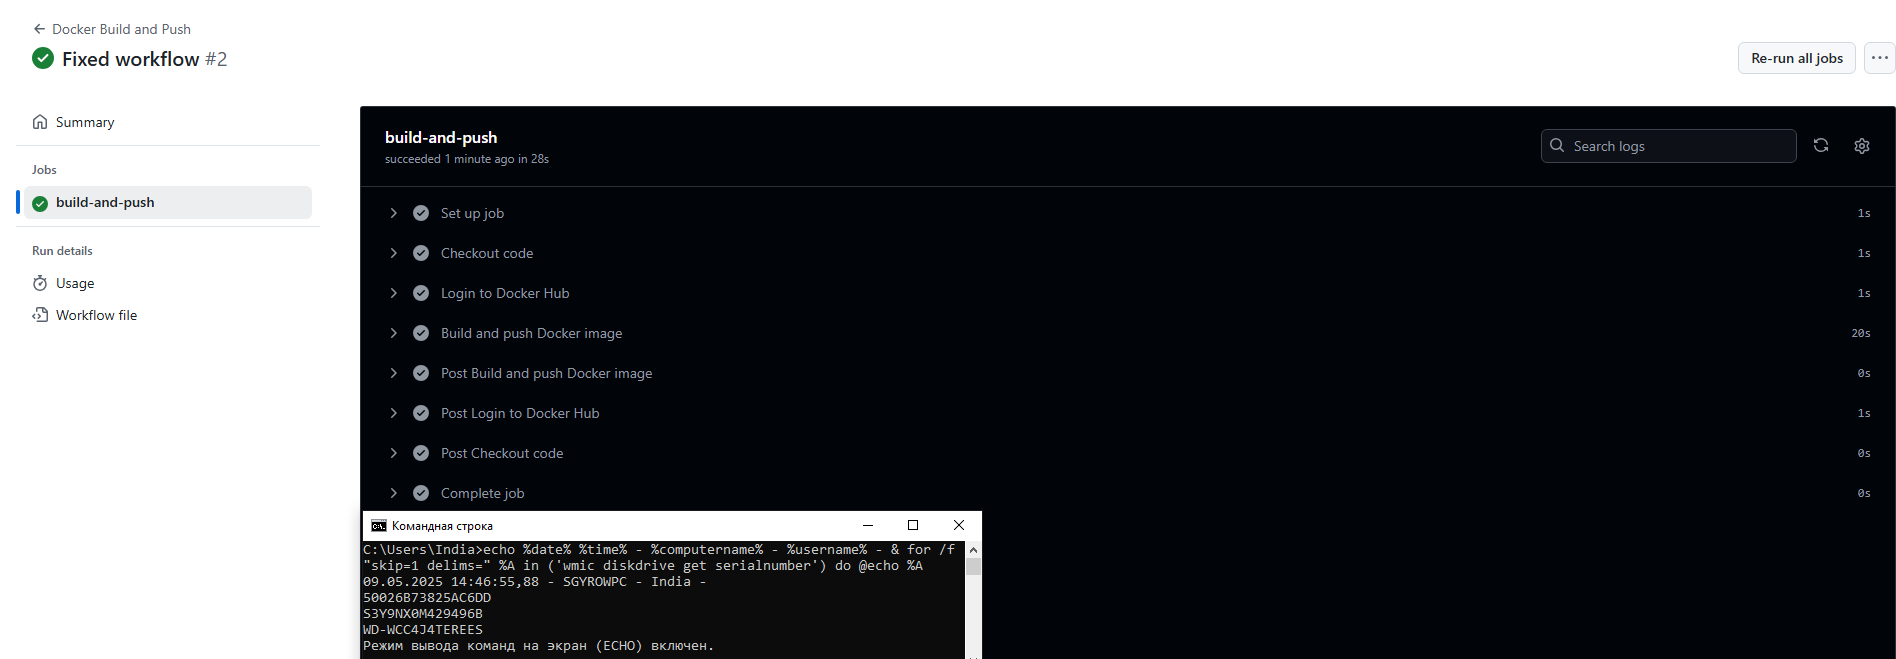 Docker Build and Push
Fixed workflow #2
Re-run all jobs
Summary
Jobs
build-and-push
Run details
Usage
Workflow file
build-and-push
succeeded 1 minute ago in 28s
Search logs
Set up job 1s
Checkout code 1s
Login to Docker Hub 1s
Build and push Docker image 20s
Post Build and push Docker image 0s
Post Login to Docker Hub 1s
Post Checkout code 0s
Complete job 0s
Командная строка
C:\Users\India>echo %date% %time% - %computername% - %username% - & for /f
"skip=1 delims=" %A in ('wmic diskdrive get serialnumber') do @echo %A
09.05.2025 14:46:55,88 - SGYROWPC - India -
50026B73825AC6DD
S3Y9NX0M429496B
WD-WCC4J4TEREES
Режим вывода команд на экран (ECHO) включен.